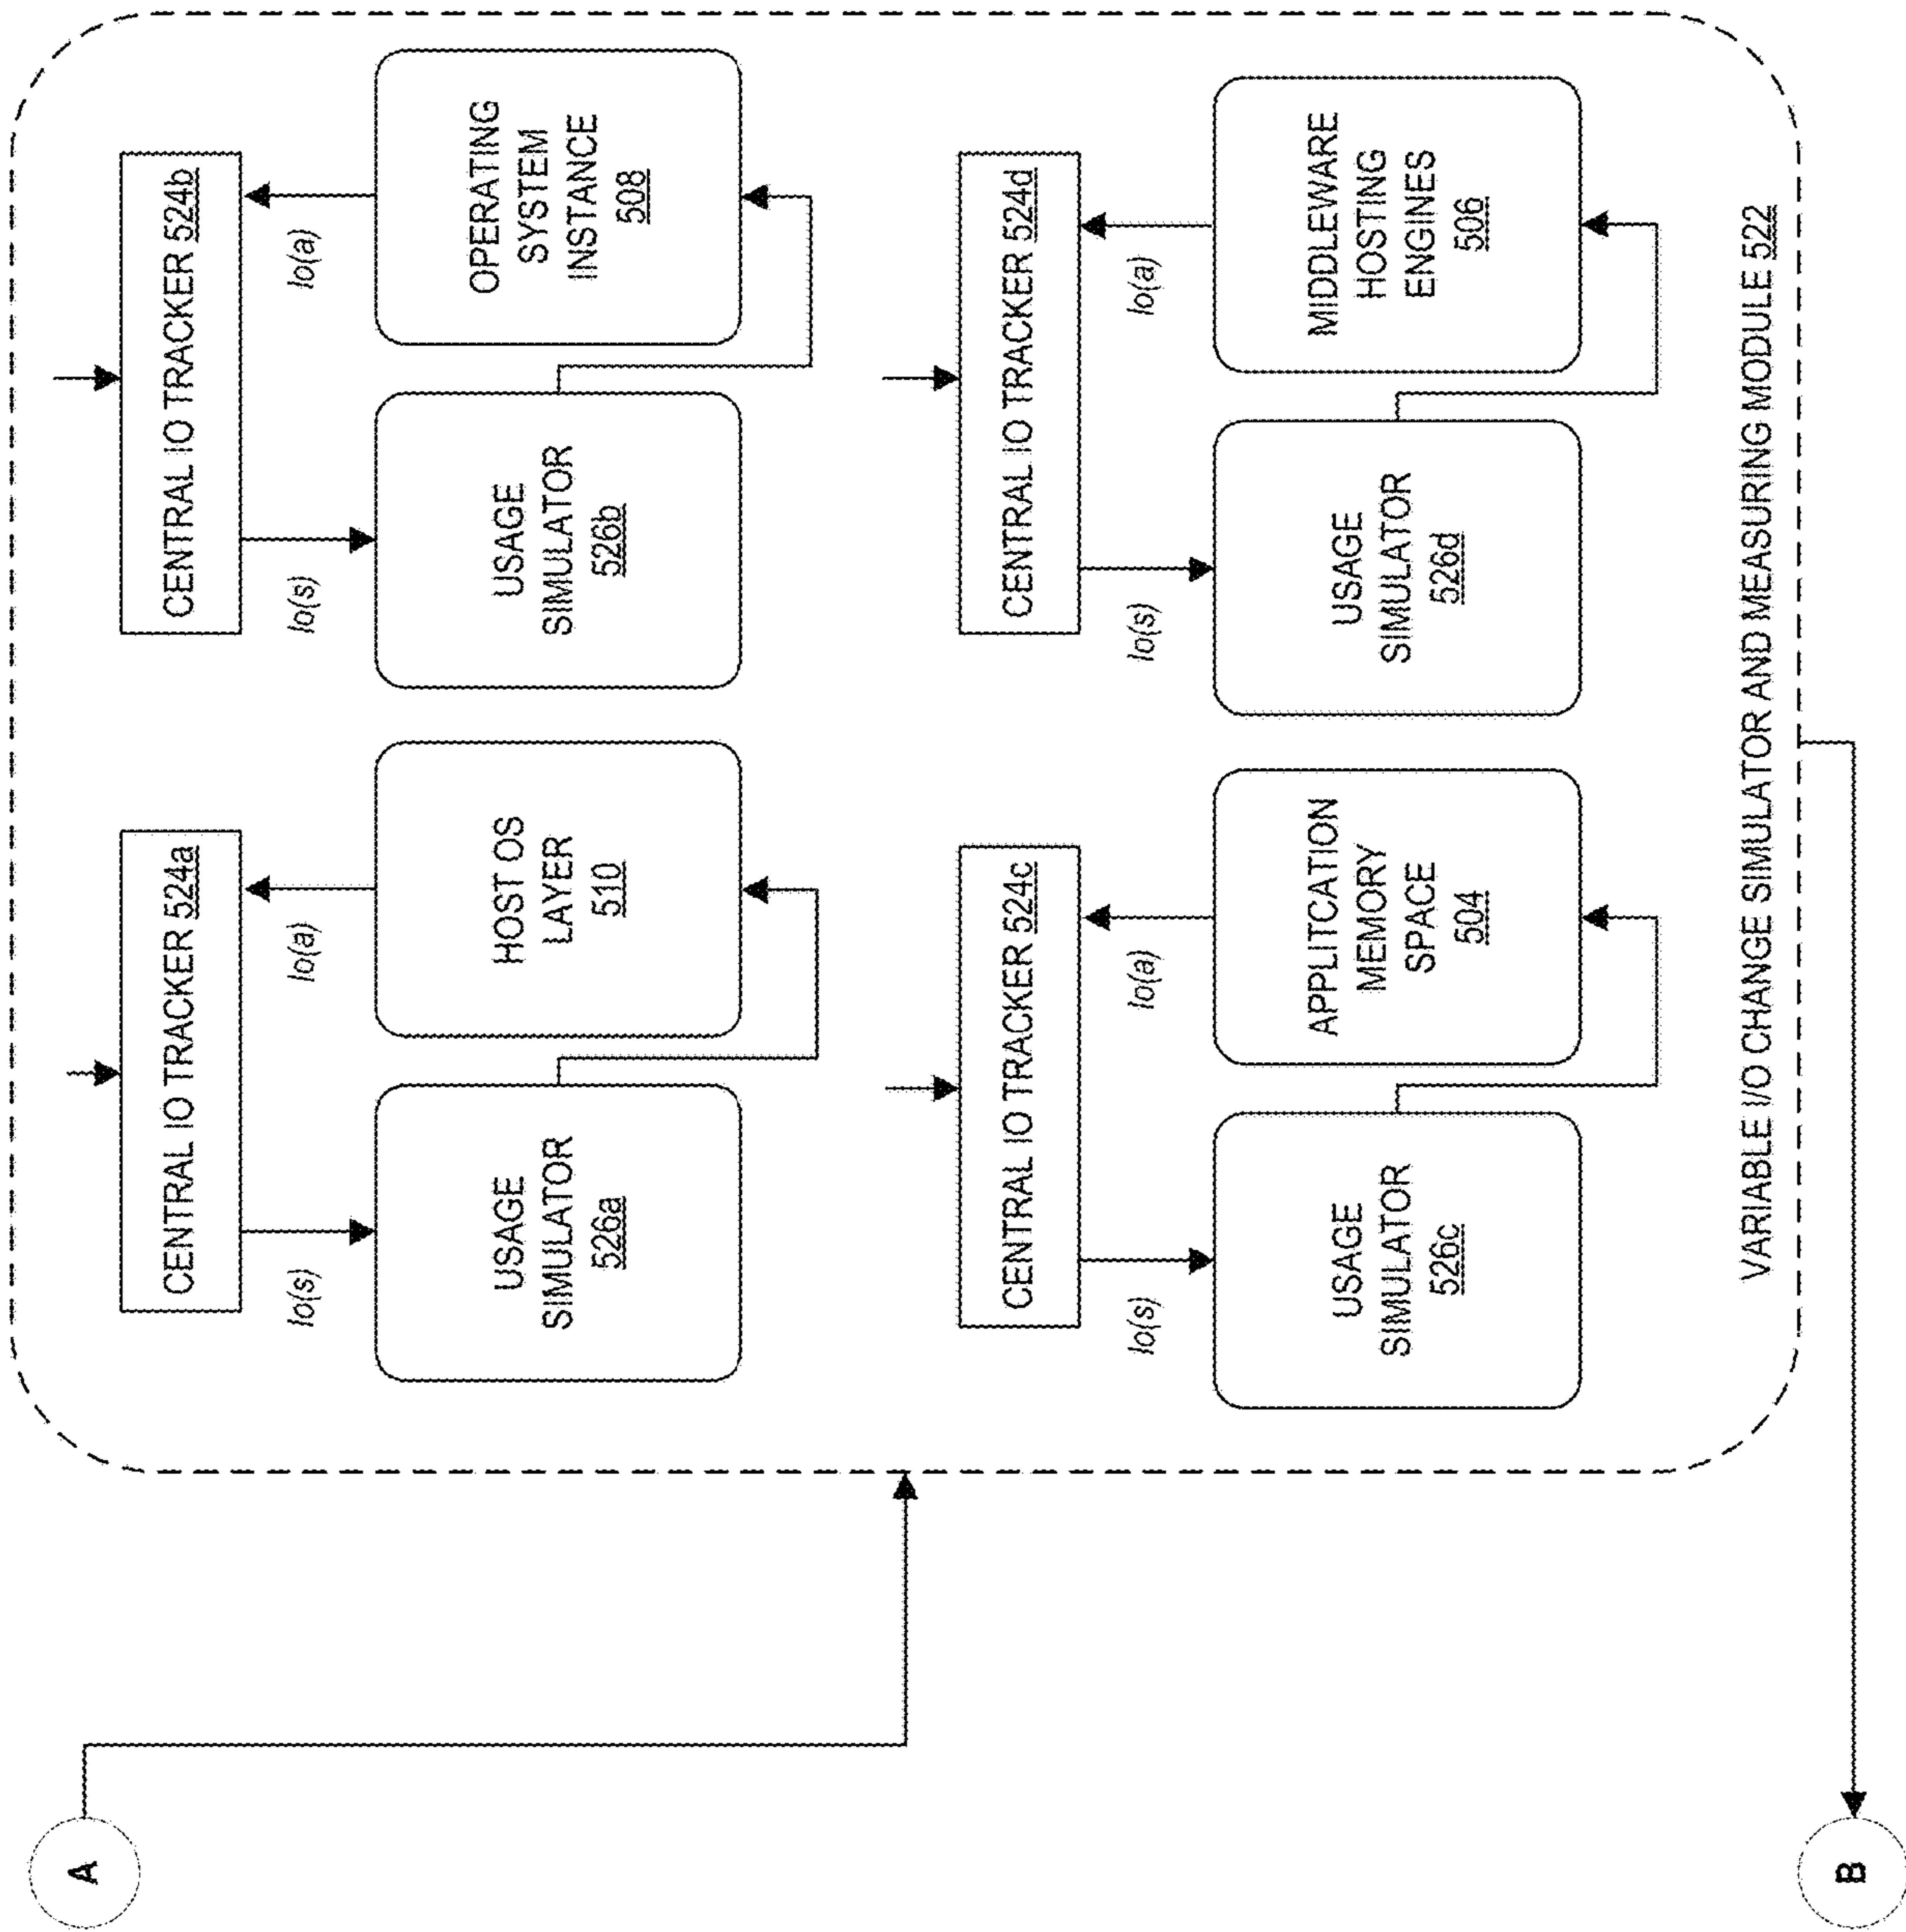 A
CENTRAL IO TRACKER 524a
Io(s)
Io(a)
USAGE
SIMULATOR
526a
HOST OS
LAYER
510
CENTRAL IO TRACKER 524b
Io(s)
Io(a)
USAGE
SIMULATOR
526b
OPERATING
SYSTEM
INSTANCE
508
CENTRAL IO TRACKER 524c
Io(s)
Io(a)
USAGE
SIMULATOR
526c
APPLITCATION
MEMORY
SPACE
504
CENTRAL IO TRACKER 524d
Io(s)
Io(a)
USAGE
SIMULATOR
526d
MIDDLEWARE
HOSTING
ENGINES
506
VARIABLE I/O CHANGE SIMULATOR AND MEASURING MODULE 522
B